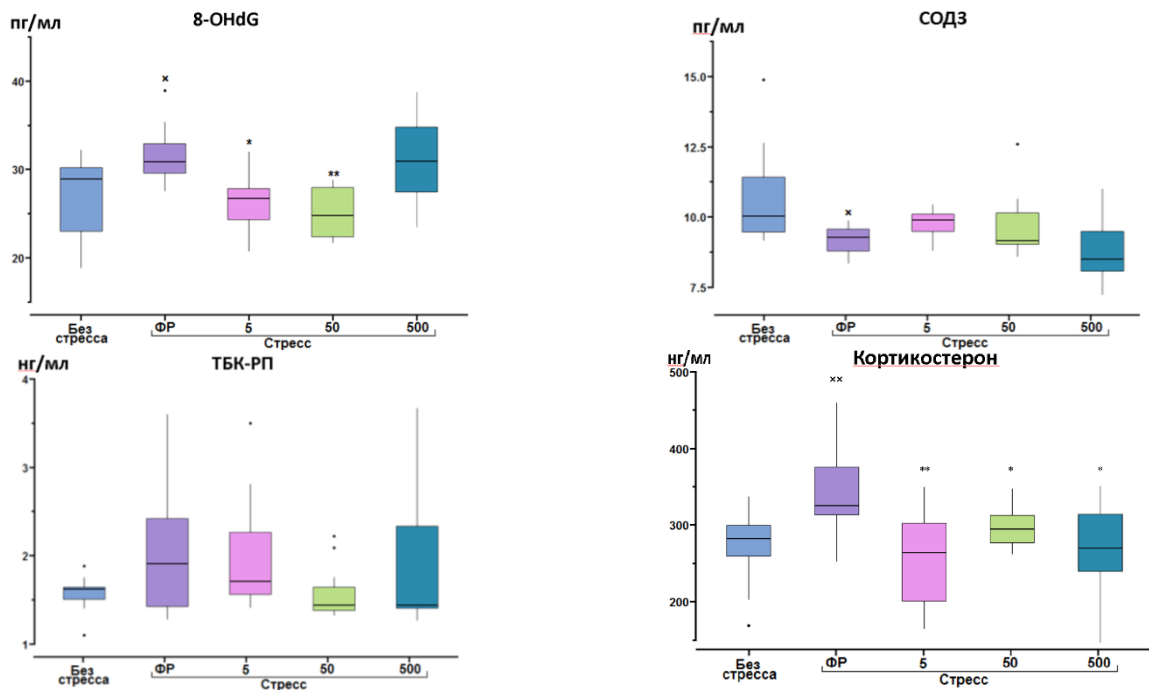 8-OHdG
пг/мл
40
×
*
**
30
20
Без
стресса
ФР
5
50
500
Стресс
СОД3
пг/мл
15.0
12.5
×
10.0
7.5
Без
стресса
ФР
5
50
500
Стресс
ТБК-РП
нг/мл
4
3
2
1
Без
стресса
ФР
5
50
500
Стресс
Кортикостерон
нг/мл
500
××
400
**
*
*
300
200
Без
стресса
ФР
5
50
500
Стресс